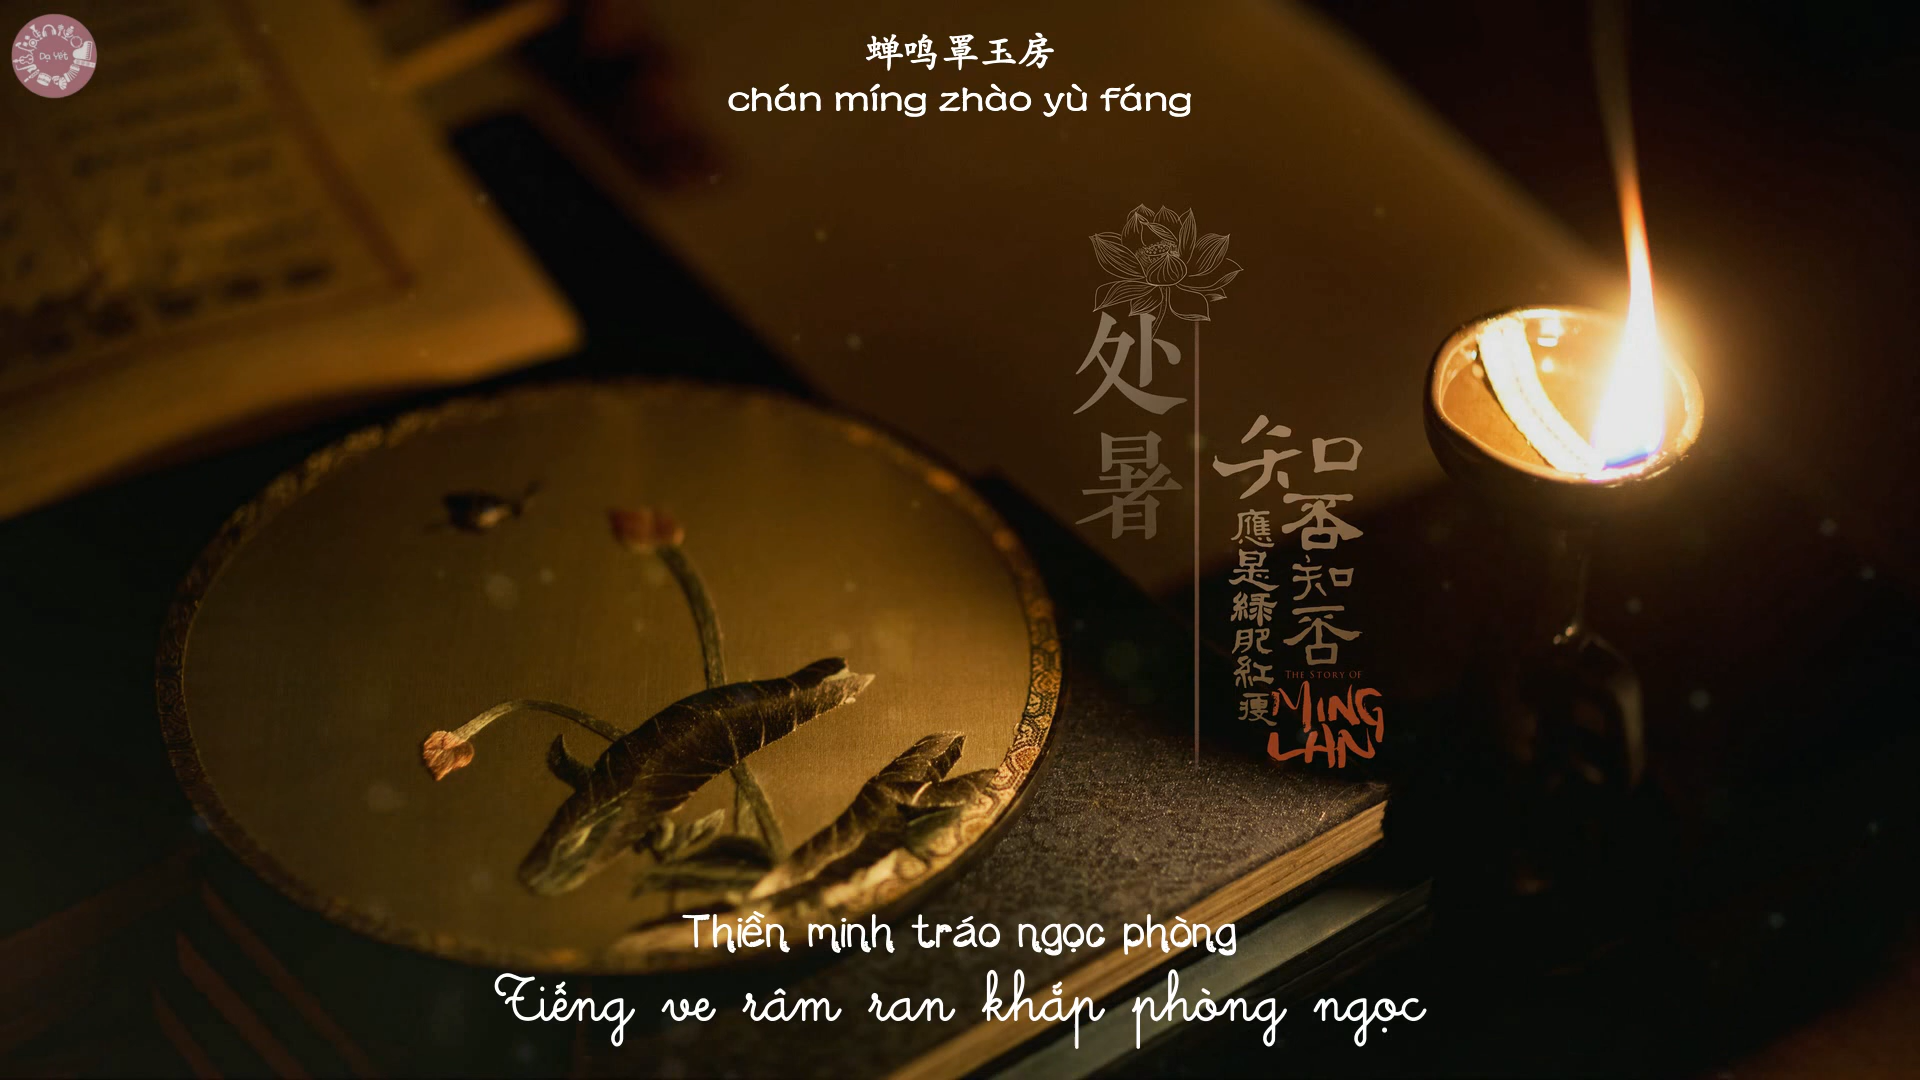 Dạ Yết
蝉鸣罩玉房
chán míng zhào yù fáng
处暑
知否知否
應是綠肥紅瘦
THE STORY OF
MING
LAN
Thiền minh tráo ngọc phòng
Tiếng ve râm ran khắp phòng ngọc